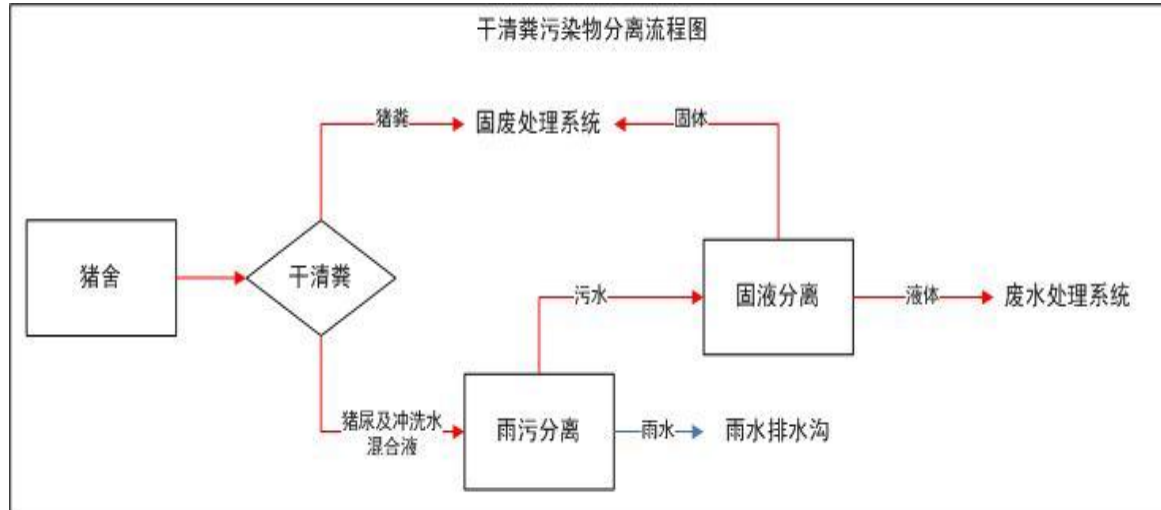 干清粪污染物分离流程图
猪粪
固废处理系统
固体
猪舍
干清粪
污水
固液分离
液体
废水处理系统
猪尿及冲洗水
混合液
雨污分离
雨水
雨水排水沟